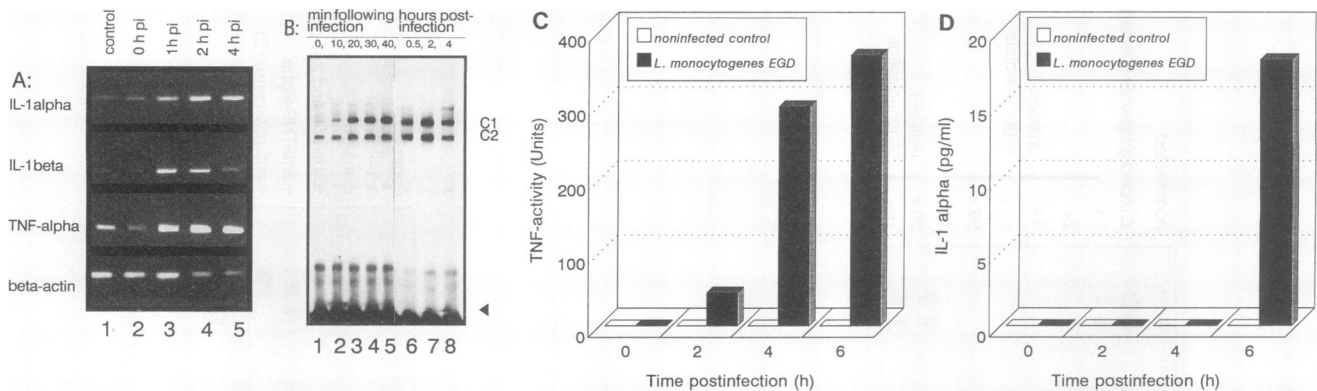 A:
control
0 h pi
1h pi
2 h pi
4 h pi
IL-1alpha
IL-1beta
TNF-alpha
beta-actin
1 2 3 4 5
B:
min following hours post-
infection infection
0, 10, 20, 30, 40, 0.5, 2, 4
C1
C2
1 2 3 4 5 6 7 8
C
noninfected control
L. monocytogenes EGD
TNF-activity (Units)
400
300
200
100
0
0 2 4 6
Time postinfection (h)
D
noninfected control
L. monocytogenes EGD
IL-1 alpha (pg/ml)
20
15
10
5
0
0 2 4 6
Time postinfection (h)